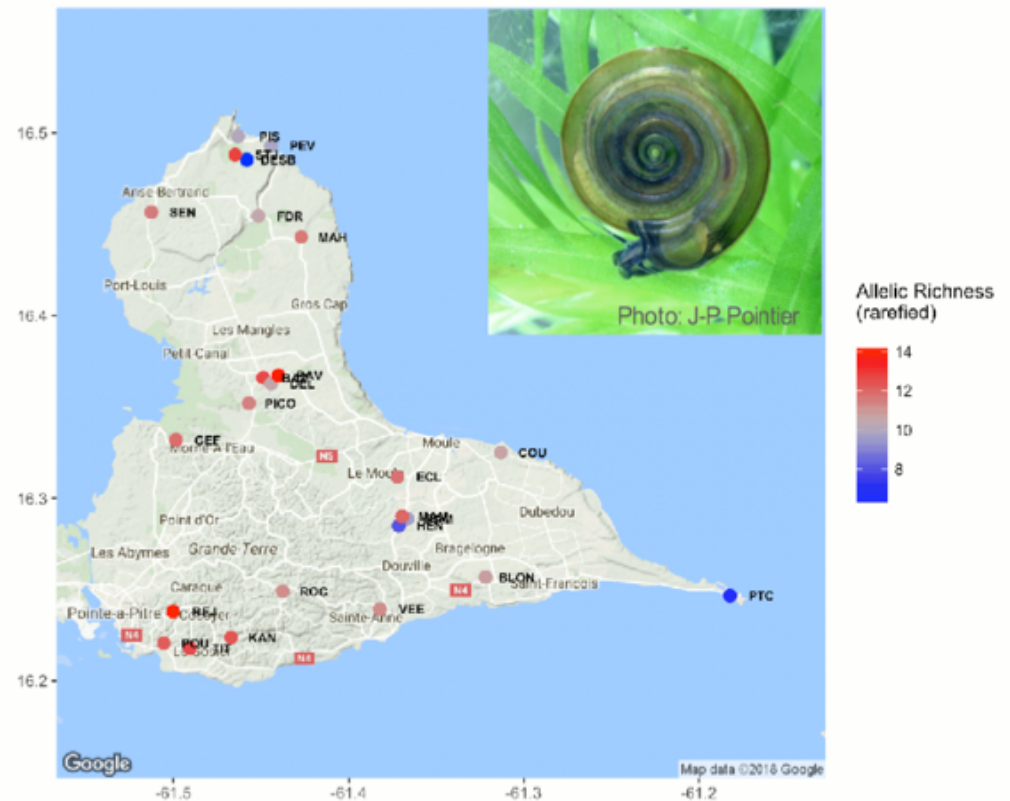 16.5
16.4
16.3
16.2
-61.5
-61.4
-61.3
-61.2
PIS
PEV
DESB
Anse Bertrand
SEN
FDR
MAH
Port-Louis
Gros Cap
Les Mangles
Petit Canal
DEL
PICO
GEF
Morne À l'Eau
N5
Moule
COU
Le Moule
ECL
Point d'Or
HEN
Dubedou
Les Abymes
Grande-Terre
Bragelogne
Douville
BLON
Saint-François
Caraque
ROC
N4
PTC
Pointe-a-Pitre
VEE
Sainte-Anne
N4
POU
TIT
KAN
N4
Google
Map data ©2018 Google
Photo: J-P Pointier
Allelic Richness
(rarefied)
14
12
10
8